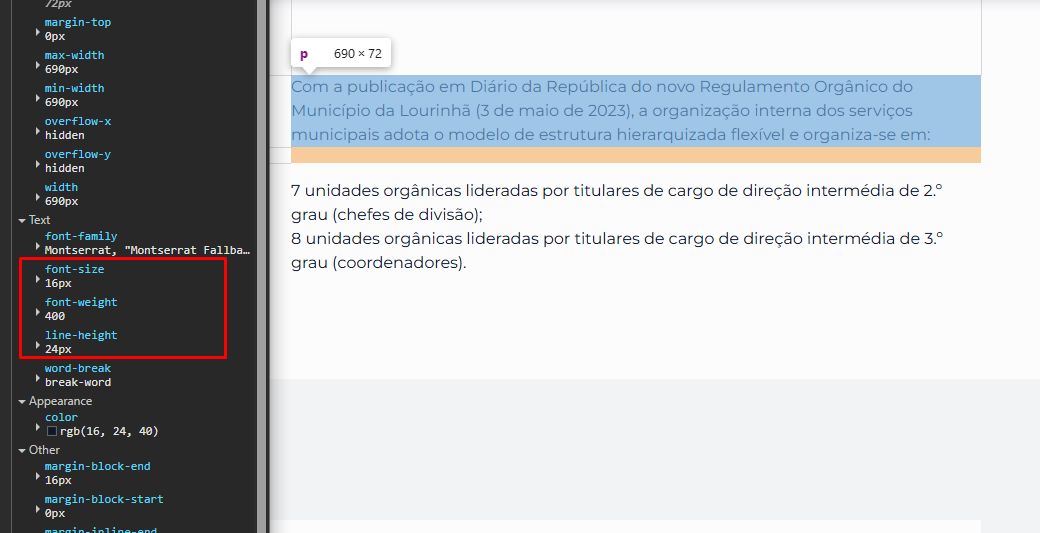 72px
margin-top
0px
max-width
690px
min-width
690px
overflow-x
hidden
overflow-y
hidden
width
690px
Text
font-family
Montserrat, "Montserrat Fallba…
font-size
16px
font-weight
400
line-height
24px
word-break
break-word
Appearance
color
rgb(16, 24, 40)
Other
margin-block-end
16px
margin-block-start
0px
margin-inline-end
p 690 × 72
Com a publicação em Diário da República do novo Regulamento Orgânico do
Município da Lourinhã (3 de maio de 2023), a organização interna dos serviços
municipais adota o modelo de estrutura hierarquizada flexível e organiza-se em:
7 unidades orgânicas lideradas por titulares de cargo de direção intermédia de 2.º
grau (chefes de divisão);
8 unidades orgânicas lideradas por titulares de cargo de direção intermédia de 3.º
grau (coordenadores).